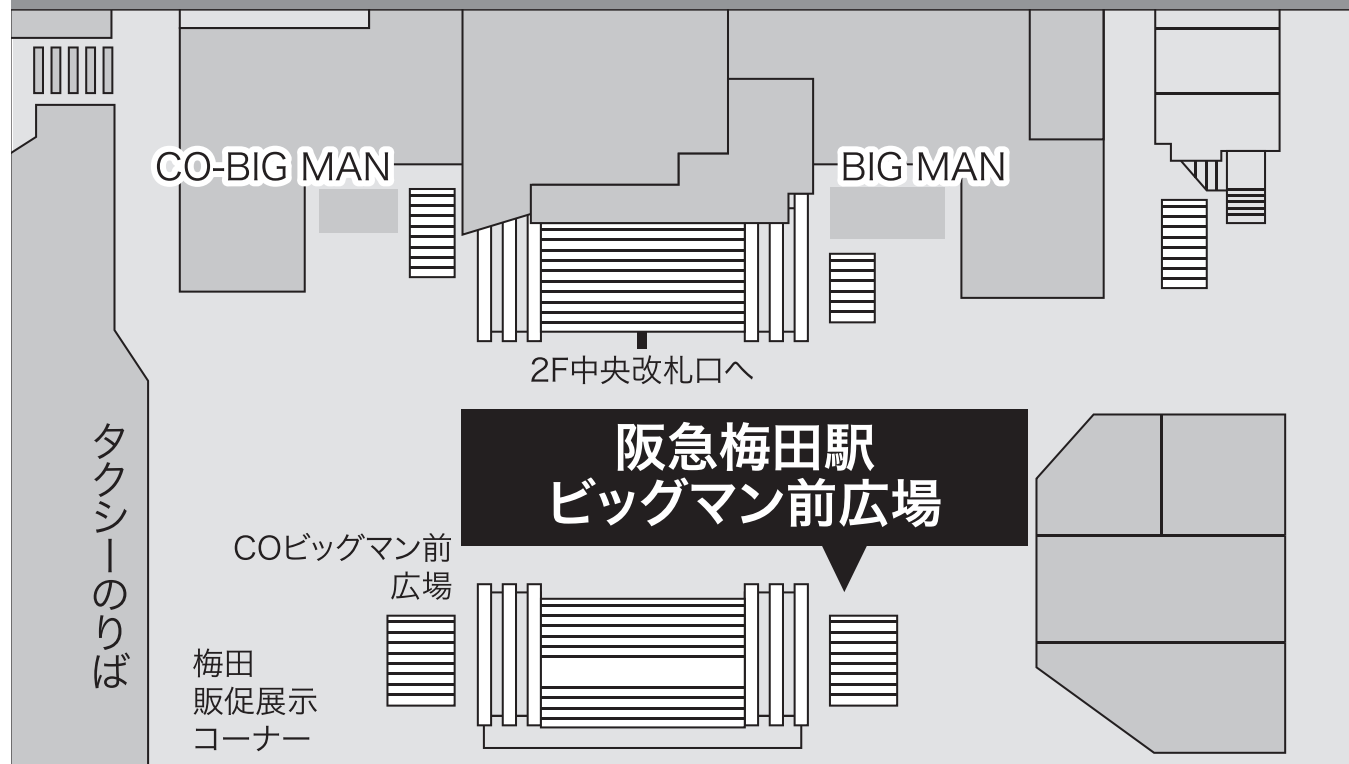 CO-BIG MAN
BIG MAN
2F中央改札口へ
阪急梅田駅
ビッグマン前広場
タクシーのりば
COビッグマン前
広場
梅田
販促展示
コーナー